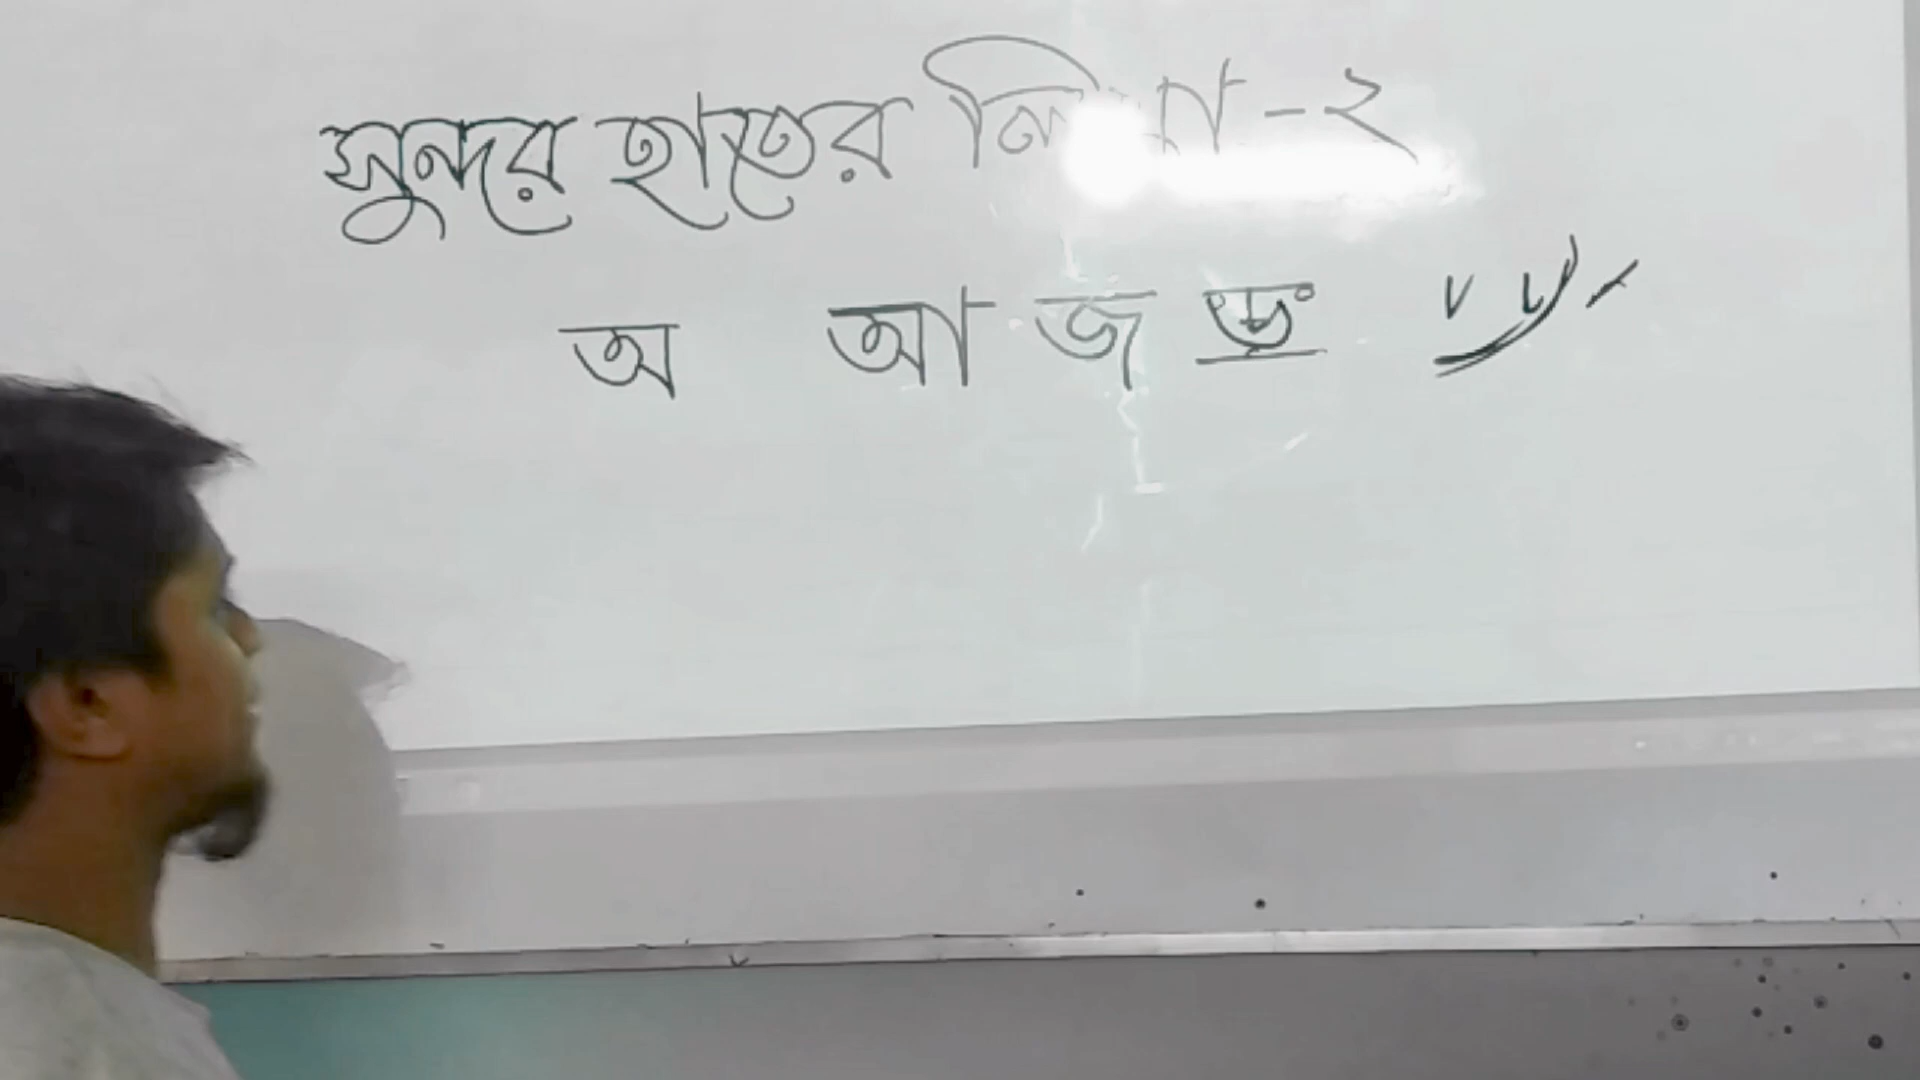 সুন্দর হাতের লিখা - ২
অ আ জ ভ